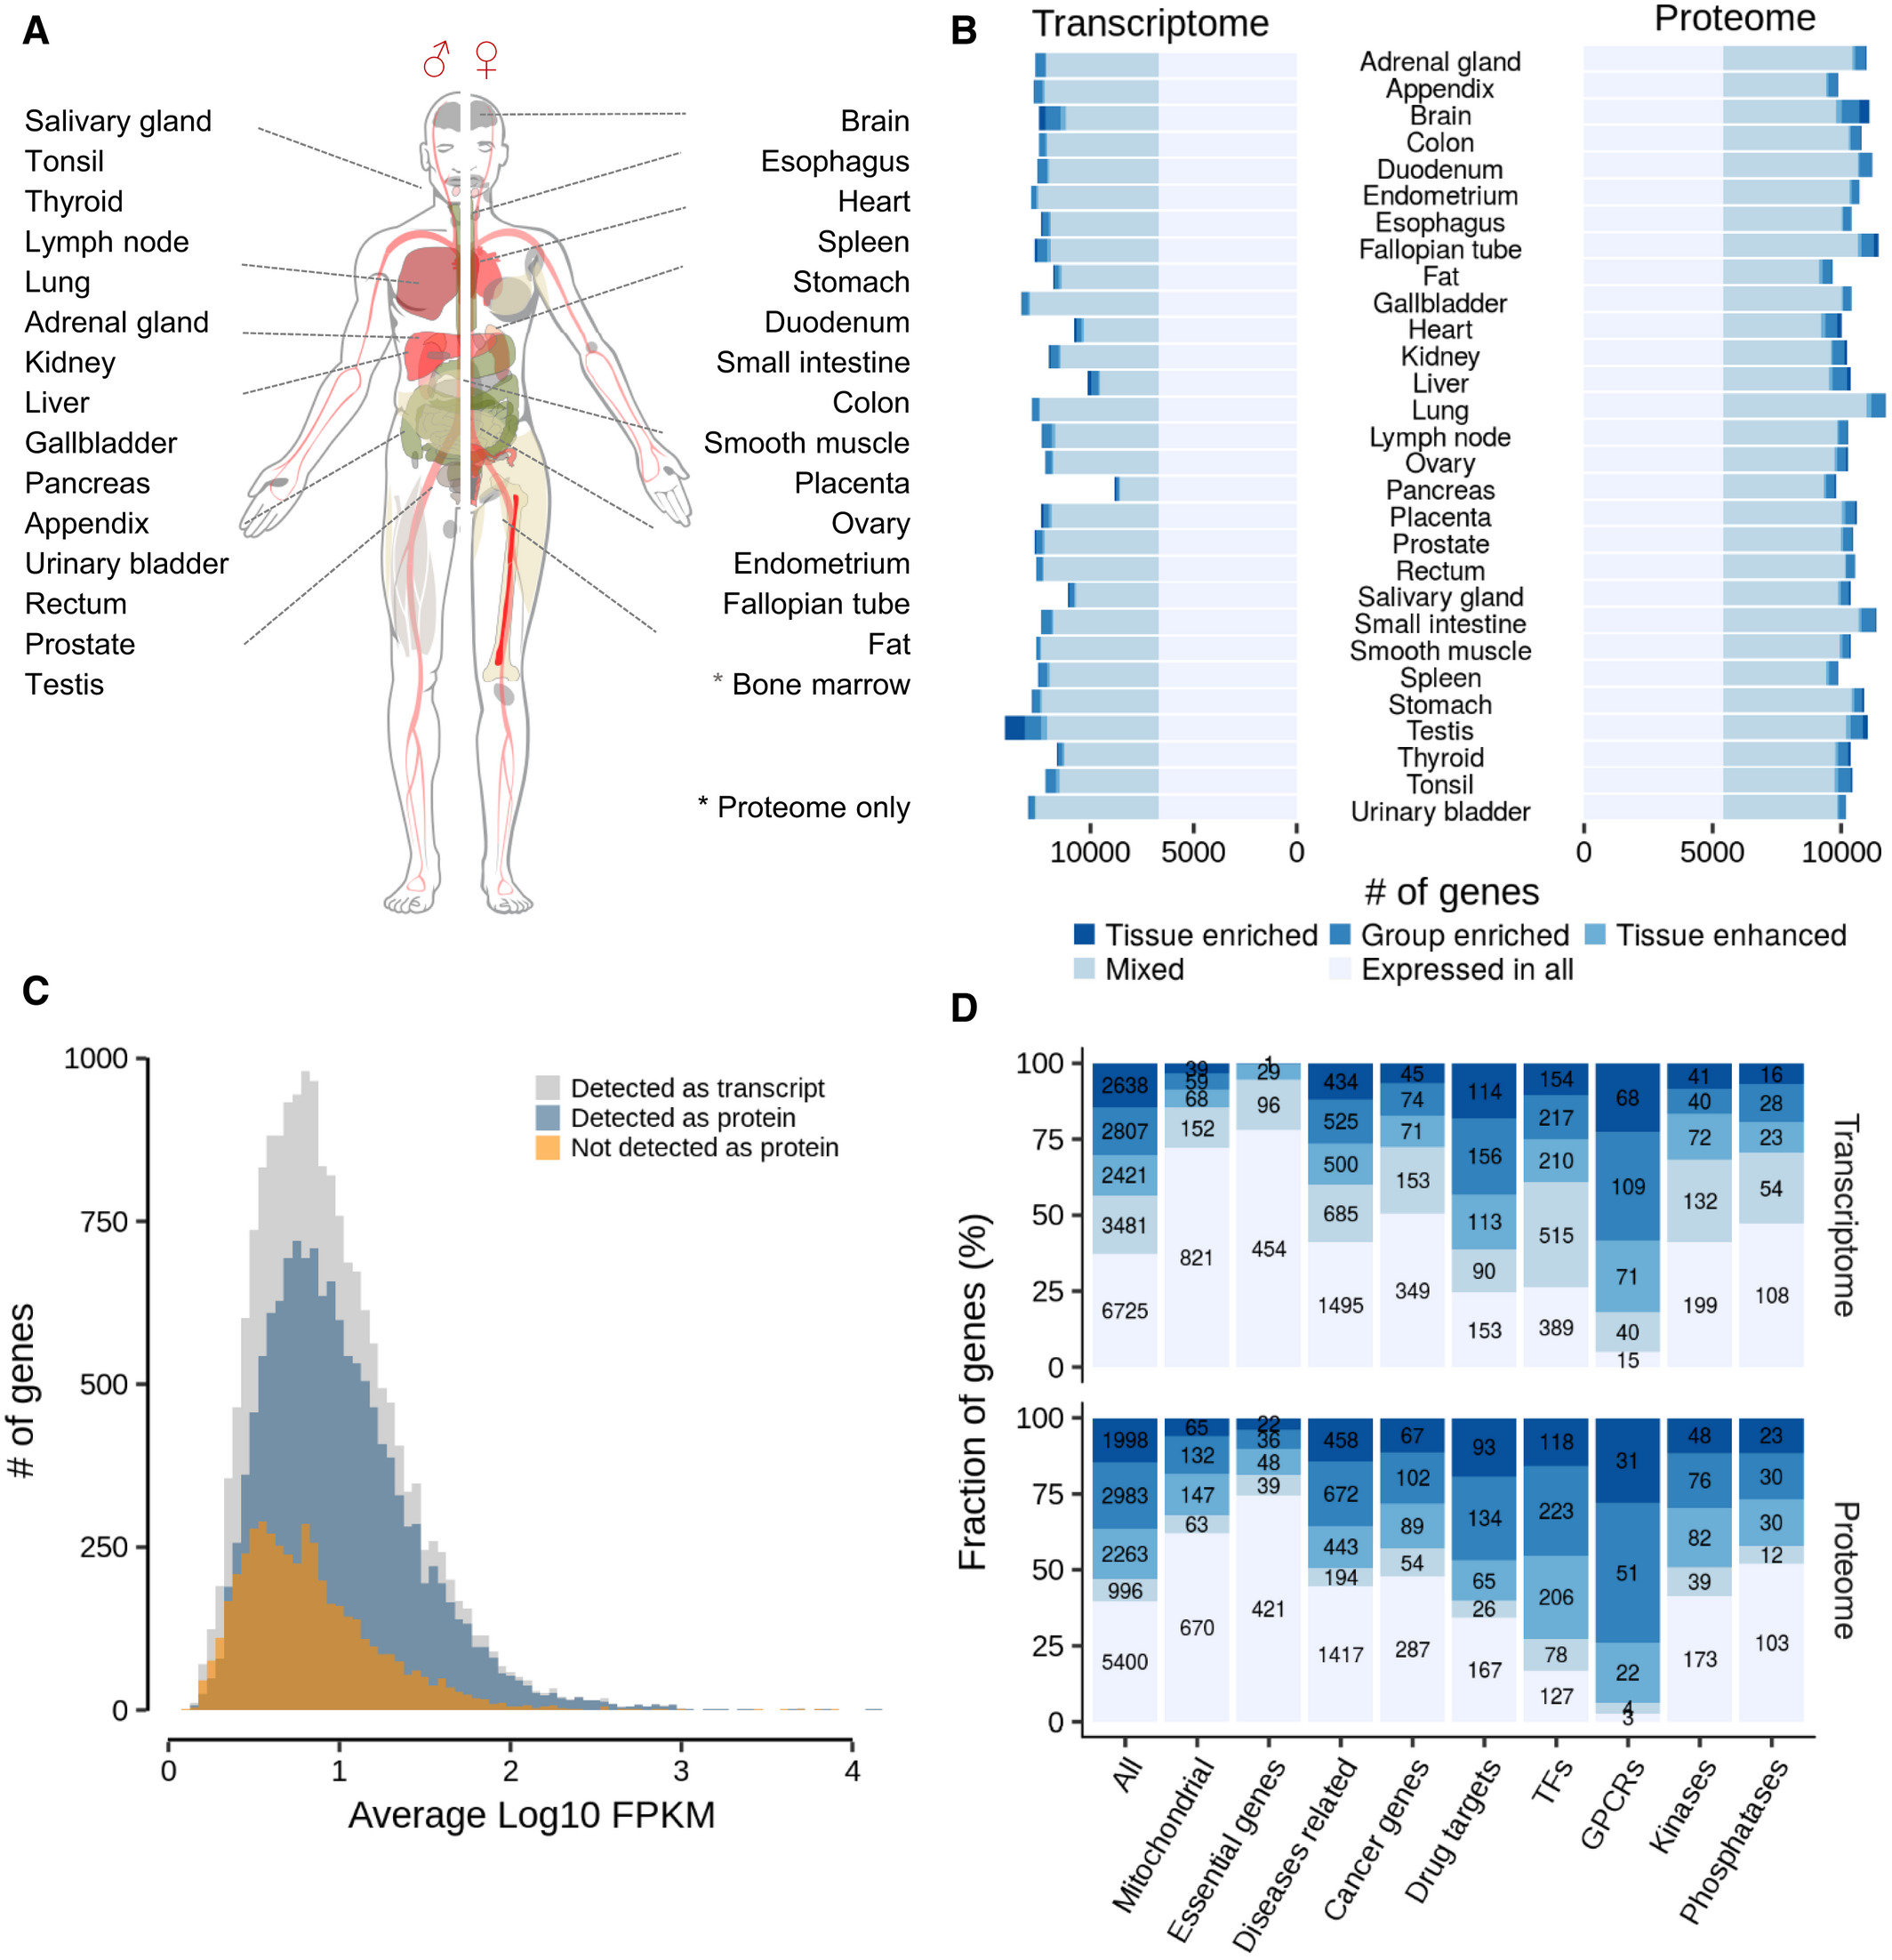 A
♂ ♀
Salivary gland
Tonsil
Thyroid
Lymph node
Lung
Adrenal gland
Kidney
Liver
Gallbladder
Pancreas
Appendix
Urinary bladder
Rectum
Prostate
Testis
Brain
Esophagus
Heart
Spleen
Stomach
Duodenum
Small intestine
Colon
Smooth muscle
Placenta
Ovary
Endometrium
Fallopian tube
Fat
* Bone marrow
* Proteome only
B
Transcriptome
Proteome
Adrenal gland
Appendix
Brain
Colon
Duodenum
Endometrium
Esophagus
Fallopian tube
Fat
Gallbladder
Heart
Kidney
Liver
Lung
Lymph node
Ovary
Pancreas
Placenta
Prostate
Rectum
Salivary gland
Small intestine
Smooth muscle
Spleen
Stomach
Testis
Thyroid
Tonsil
Urinary bladder
10000 5000 0
0 5000 10000
# of genes
Tissue enriched Group enriched Tissue enhanced
Mixed Expressed in all
C
1000
750
500
250
0
# of genes
Detected as transcript
Detected as protein
Not detected as protein
0 1 2 3 4
Average Log10 FPKM
D
Fraction of genes (%)
100
75
50
25
0
2638
2807
2421
3481
6725
39
59
68
152
821
1
29
96
454
434
525
500
685
1495
45
74
71
153
349
114
156
113
90
153
154
217
210
515
389
68
109
71
40
15
41
40
72
132
199
16
28
23
54
108
Transcriptome
100
75
50
25
0
1998
2983
2263
996
5400
65
132
147
63
670
22
36
48
39
421
458
672
443
194
1417
67
102
89
54
287
93
134
65
26
167
118
223
206
78
127
31
51
22
4
3
48
76
82
39
173
23
30
30
12
103
Proteome
All
Mitochondrial
Essential genes
Diseases related
Cancer genes
Drug targets
TFs
GPCRs
Kinases
Phosphatases